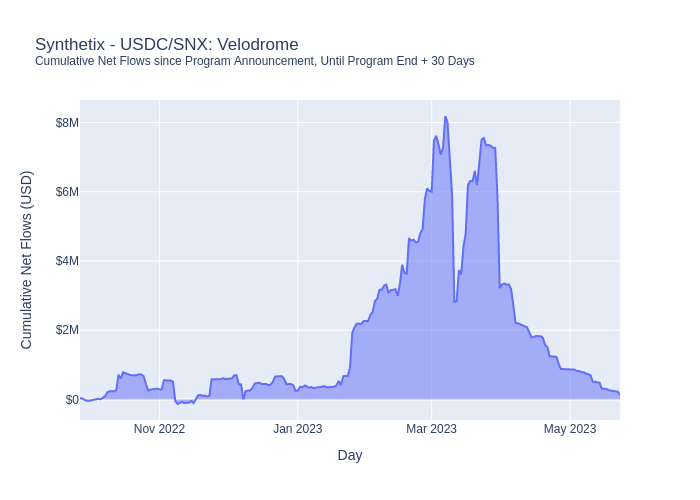 Synthetix - USDC/SNX: Velodrome
Cumulative Net Flows since Program Announcement, Until Program End + 30 Days
Cumulative Net Flows (USD)
$8M
$6M
$4M
$2M
$0
Nov 2022
Jan 2023
Mar 2023
May 2023
Day